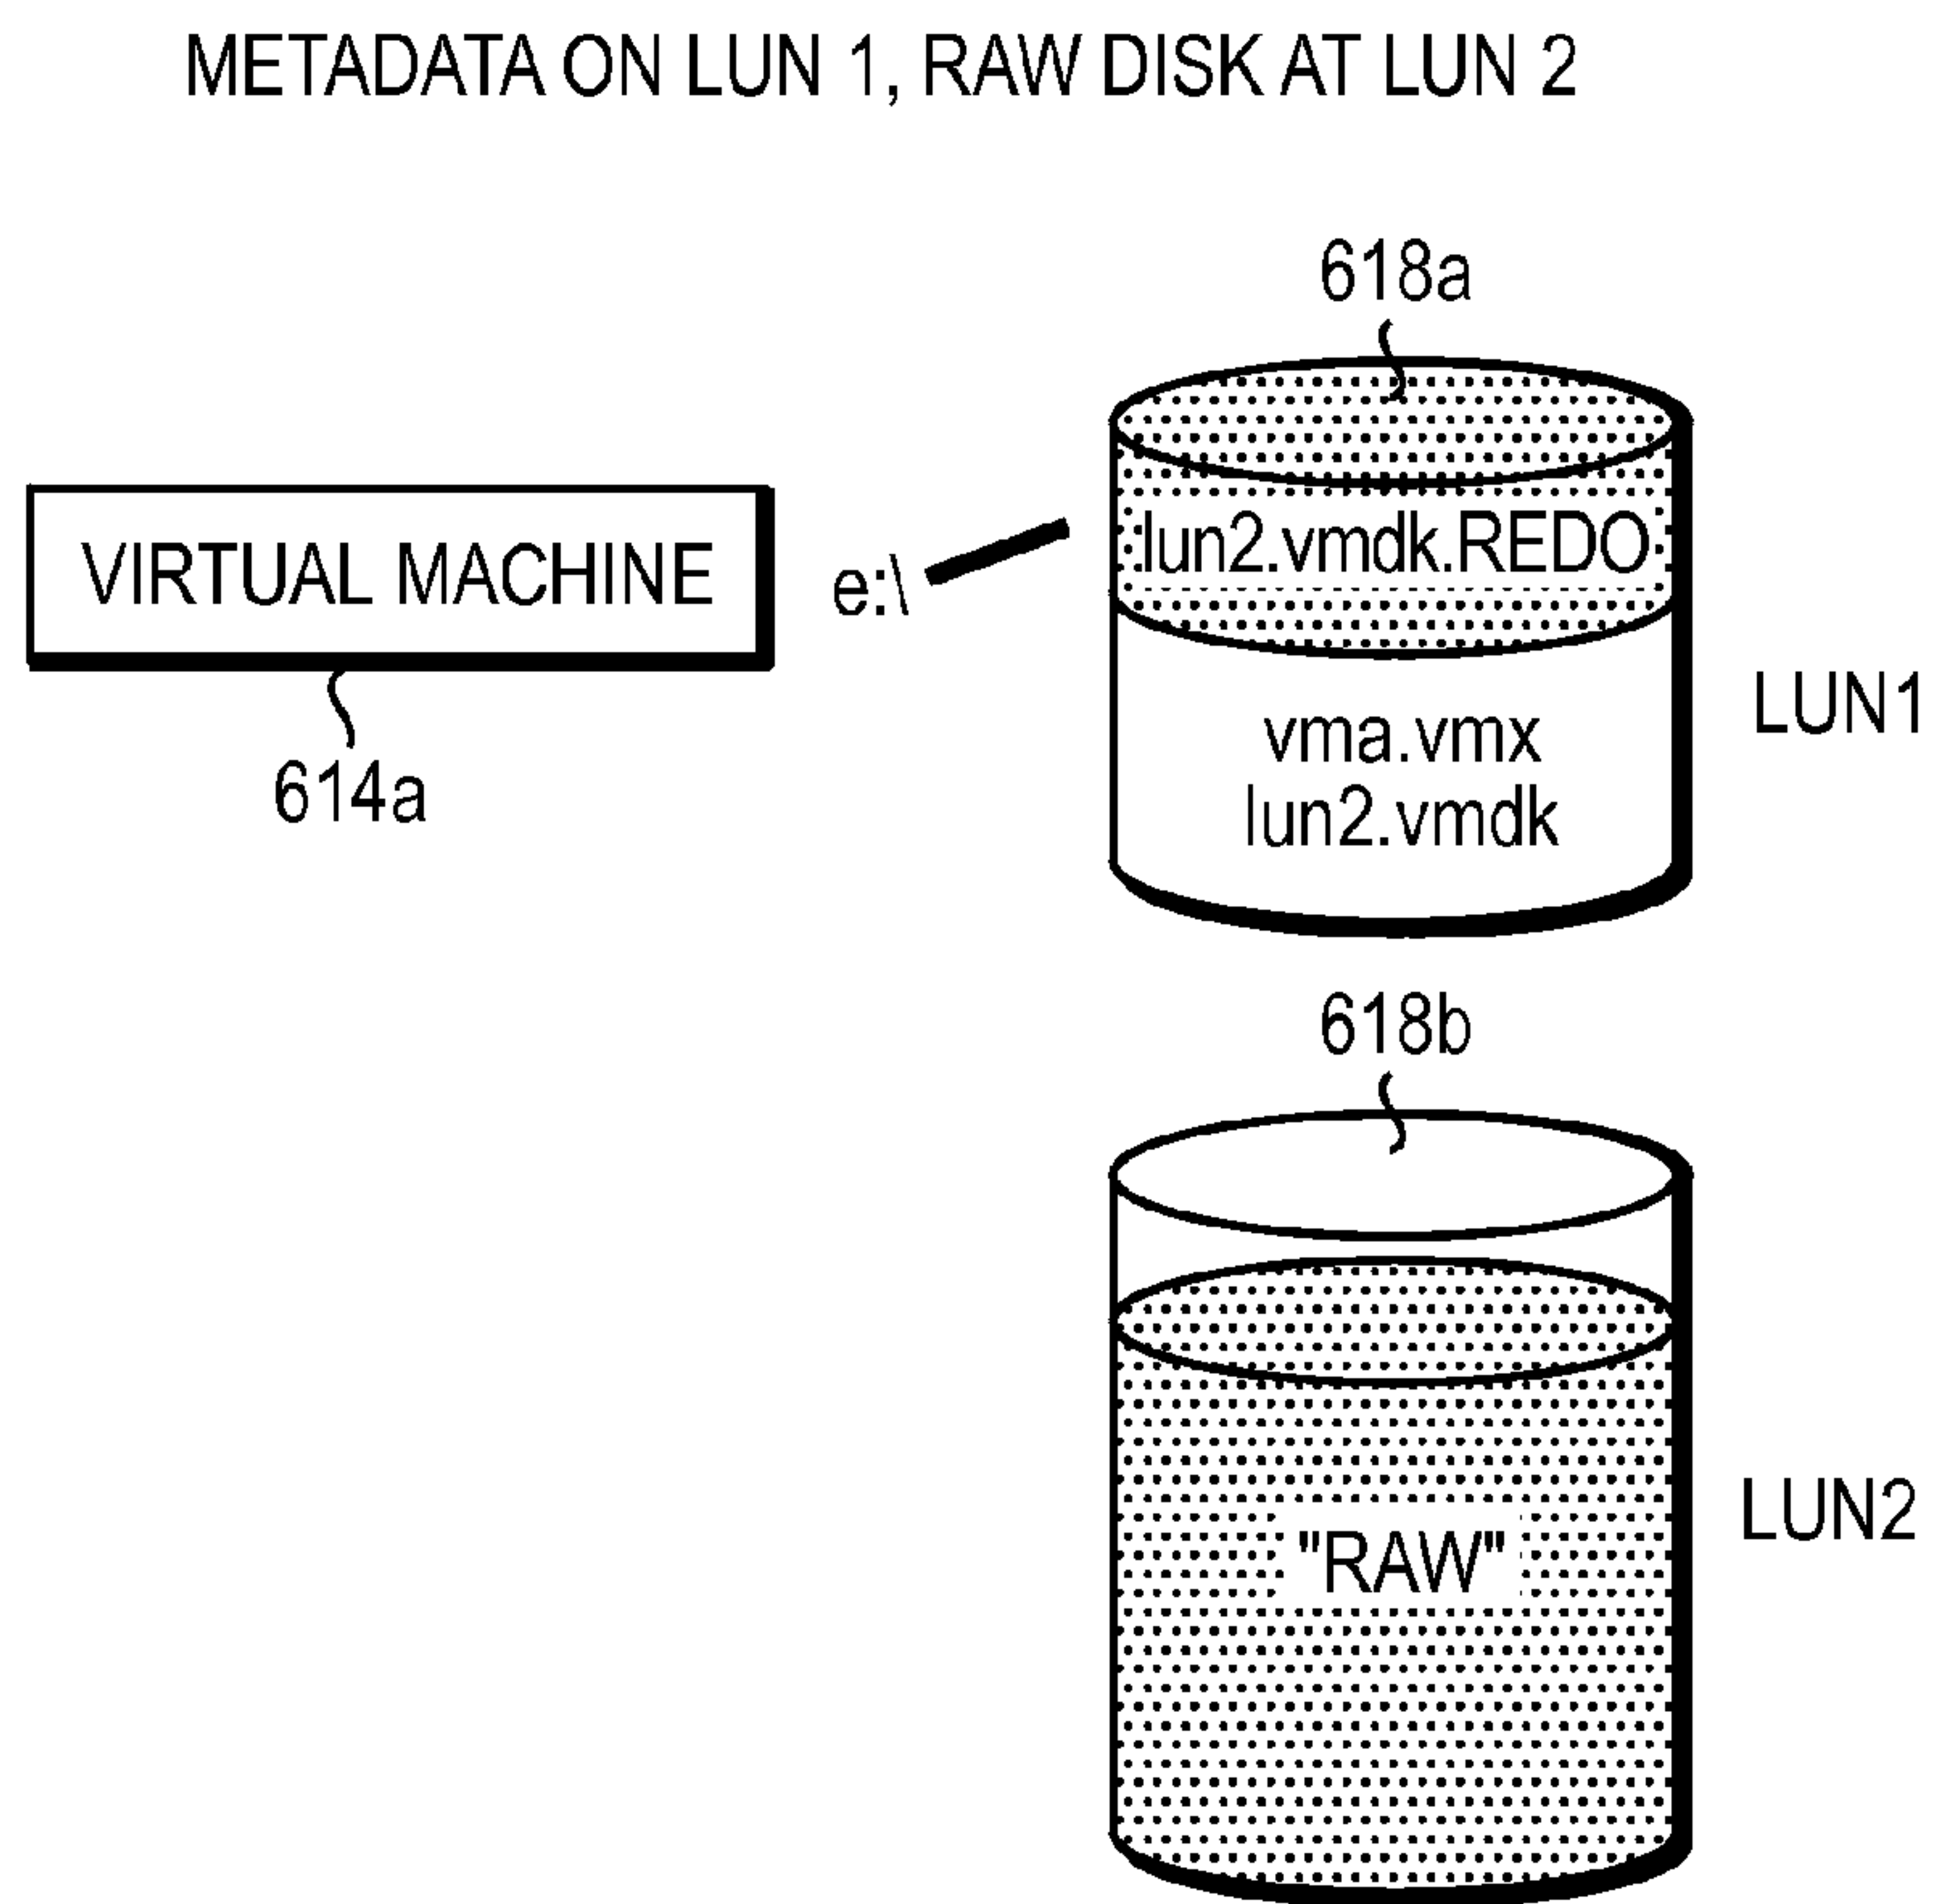 METADATA ON LUN 1, RAW DISK AT LUN 2
618a
VIRTUAL MACHINE
e:\
lun2.vmdk.REDO
614a
LUN1
vma.vmx
lun2.vmdk
618b
LUN2
"RAW"